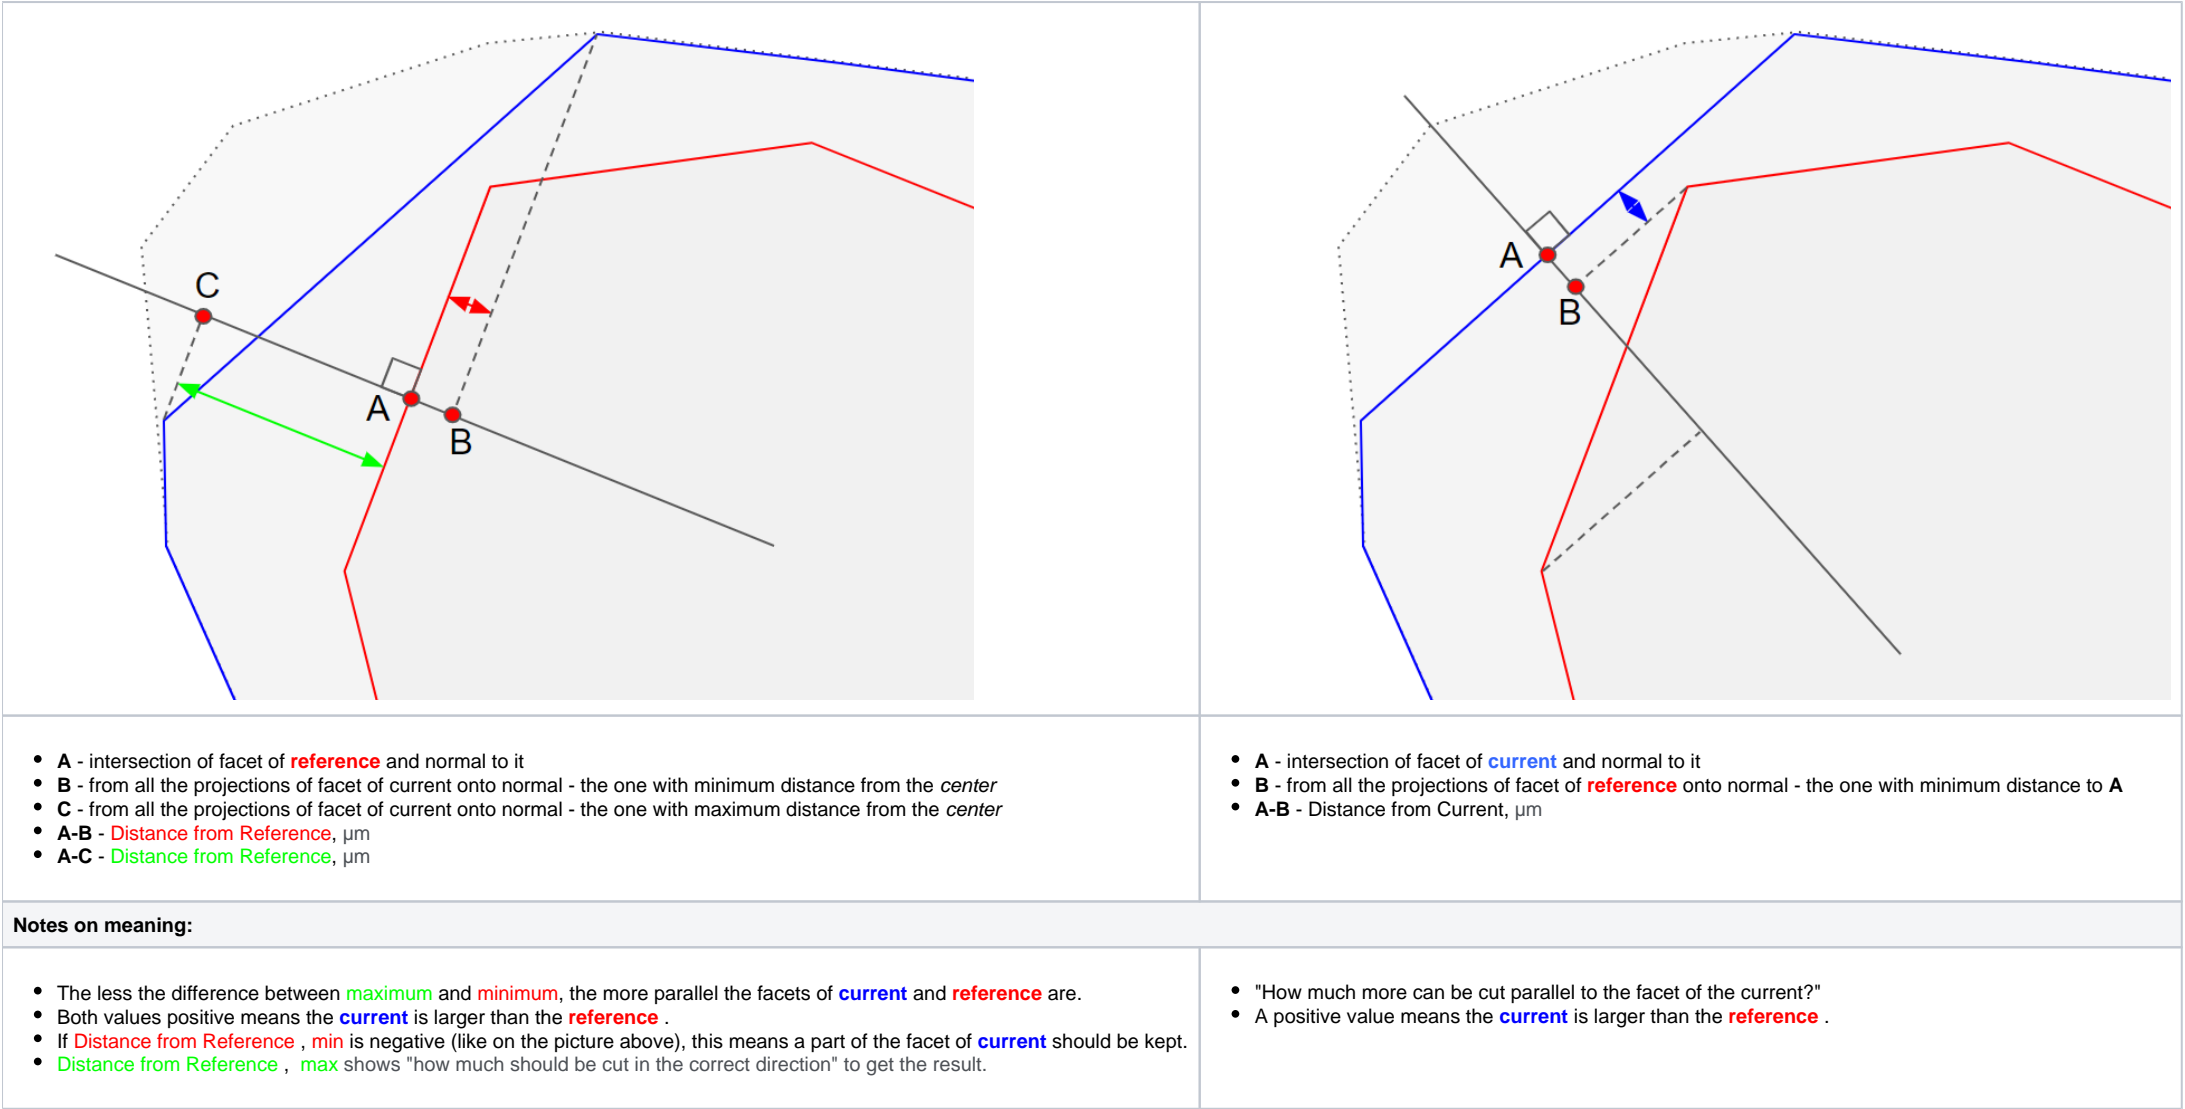 C
A
B
A
B
• A - intersection of facet of reference and normal to it
• B - from all the projections of facet of current onto normal - the one with minimum distance from the center
• C - from all the projections of facet of current onto normal - the one with maximum distance from the center
• A-B - Distance from Reference, µm
• A-C - Distance from Reference, µm
• A - intersection of facet of current and normal to it
• B - from all the projections of facet of reference onto normal - the one with minimum distance to A
• A-B - Distance from Current, µm
Notes on meaning:
• The less the difference between maximum and minimum, the more parallel the facets of current and reference are.
• Both values positive means the current is larger than the reference .
• If Distance from Reference , min is negative (like on the picture above), this means a part of the facet of current should be kept.
• Distance from Reference , max shows "how much should be cut in the correct direction" to get the result.
• "How much more can be cut parallel to the facet of the current?"
• A positive value means the current is larger than the reference .